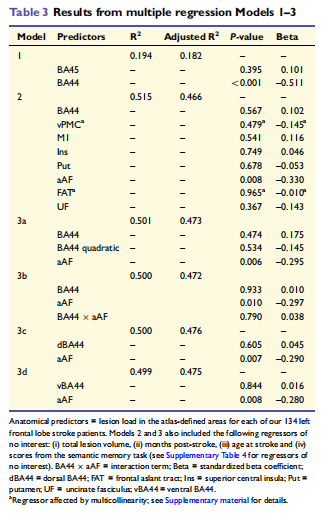 Table 3 Results from multiple regression Models 1–3
Model Predictors R² Adjusted R² P-value Beta
1 0.194 0.182 – –
BA45 – – 0.395 0.101
BA44 <0.001 −0.511
2 0.515 0.466 – –
BA44 – – 0.567 0.102
vPMCᵃ – – 0.479ᵃ −0.145ᵃ
M1 – – 0.541 0.116
Ins – – 0.749 0.046
Put – – 0.678 −0.053
aAF – – 0.008 −0.330
FATᵃ – – 0.965ᵃ −0.010ᵃ
UF – – 0.367 −0.143
3a 0.501 0.473 – –
BA44 – – 0.474 0.175
BA44 quadratic – – 0.534 −0.145
aAF – – 0.006 −0.295
3b 0.500 0.472 – –
BA44 – – 0.933 0.010
aAF – – 0.010 −0.297
BA44 × aAF – – 0.790 0.038
3c 0.500 0.476 – –
dBA44 – – 0.605 0.045
aAF – – 0.007 −0.290
3d 0.499 0.475 – –
vBA44 – – 0.844 0.016
aAF – – 0.008 −0.280
Anatomical predictors = lesion load in the atlas-defined areas for each of our 134 left
frontal lobe stroke patients. Models 2 and 3 also included the following regressors of
no interest: (i) total lesion volume, (ii) months post-stroke, (iii) age at stroke and (iv)
scores from the semantic memory task (see Supplementary Table 4 for regressors of
no interest). BA44 × aAF = interaction term; Beta = standardized beta coefficient;
dBA44 = dorsal BA44; FAT = frontal aslant tract; Ins = superior central insula; Put =
putamen; UF = uncinate fasciculus; vBA44 = ventral BA44.
ᵃRegressor affected by multicollinearity; see Supplementary material for details.